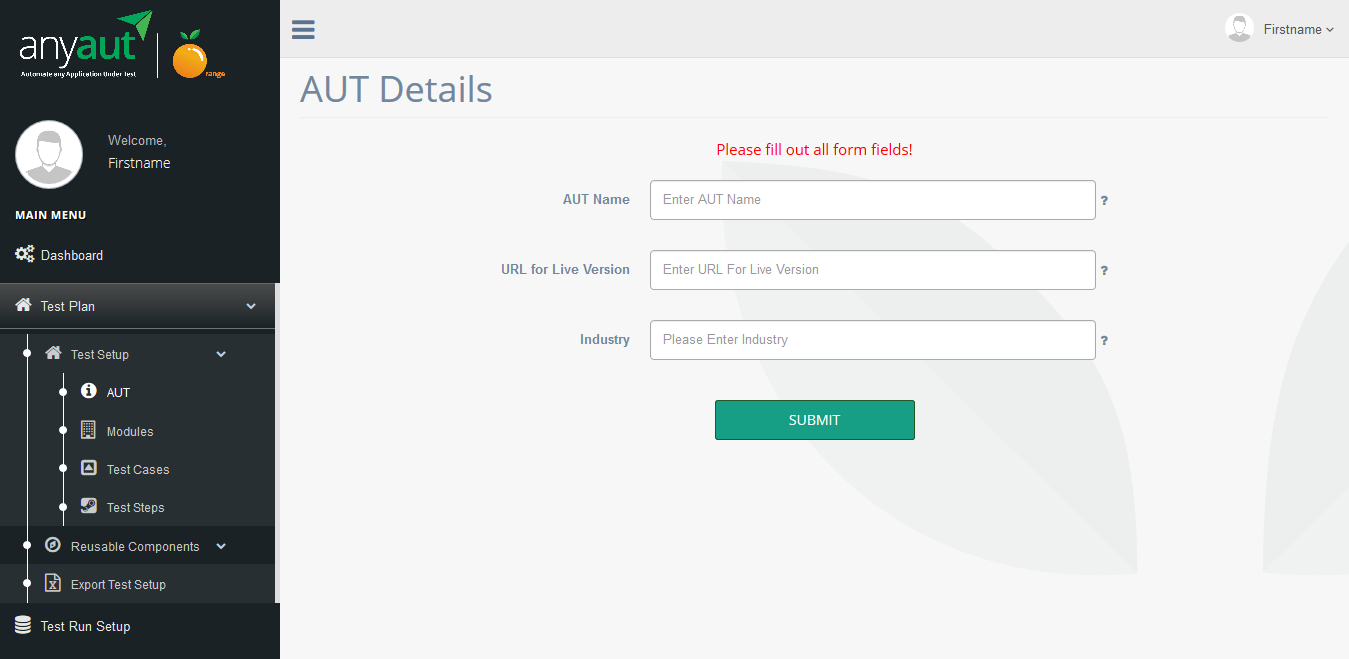 anyaut
Automate any Application Under Test
range
Firstname
Welcome,
Firstname
MAIN MENU
Dashboard
Test Plan
Test Setup
AUT
Modules
Test Cases
Test Steps
Reusable Components
Export Test Setup
Test Run Setup
AUT Details
Please fill out all form fields!
AUT Name
Enter AUT Name
?
URL for Live Version
Enter URL For Live Version
?
Industry
Please Enter Industry
?
SUBMIT